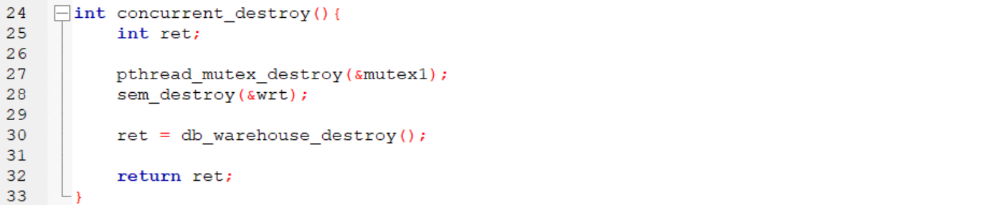 24 int concurrent_destroy(){
25     int ret;
26
27     pthread_mutex_destroy(&mutex1);
28     sem_destroy(&wrt);
29
30     ret = db_warehouse_destroy();
31
32     return ret;
33 }